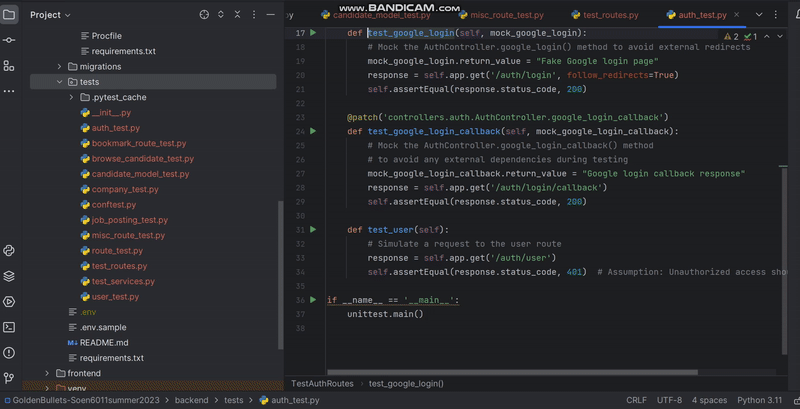 WWW.BANDICAM.COM
Project
ay.py
candidate_model_test.py
misc_route_test.py
test_routes.py
auth_test.py
Procfile
requirements.txt
migrations
tests
.pytest_cache
__init__.py
auth_test.py
bookmark_route_test.py
browse_candidate_test.py
candidate_model_test.py
company_test.py
conftest.py
job_posting_test.py
misc_route_test.py
route_test.py
test_routes.py
test_services.py
user_test.py
.env
.env.sample
README.md
requirements.txt
frontend
venv
2 1
17 def test_google_login(self, mock_google_login):
18 # Mock the AuthController.google_login() method to avoid external redirects
19 mock_google_login.return_value = "Fake Google login page"
20 response = self.app.get('/auth/login', follow_redirects=True)
21 self.assertEqual(response.status_code, 200)
22
23 @patch('controllers.auth.AuthController.google_login_callback')
24 def test_google_login_callback(self, mock_google_login_callback):
25 # Mock the AuthController.google_login_callback() method
26 # to avoid any external dependencies during testing
27 mock_google_login_callback.return_value = "Google login callback response"
28 response = self.app.get('/auth/login/callback')
29 self.assertEqual(response.status_code, 200)
30
31 def test_user(self):
32 # Simulate a request to the user route
33 response = self.app.get('/auth/user')
34 self.assertEqual(response.status_code, 401) # Assumption: Unauthorized access sho
35
36 if __name__ == '__main__':
37 unittest.main()
38
TestAuthRoutes > test_google_login()
GoldenBullets-Soen6011summer2023 > backend > tests > auth_test.py
CRLF UTF-8 4 spaces Python 3.11